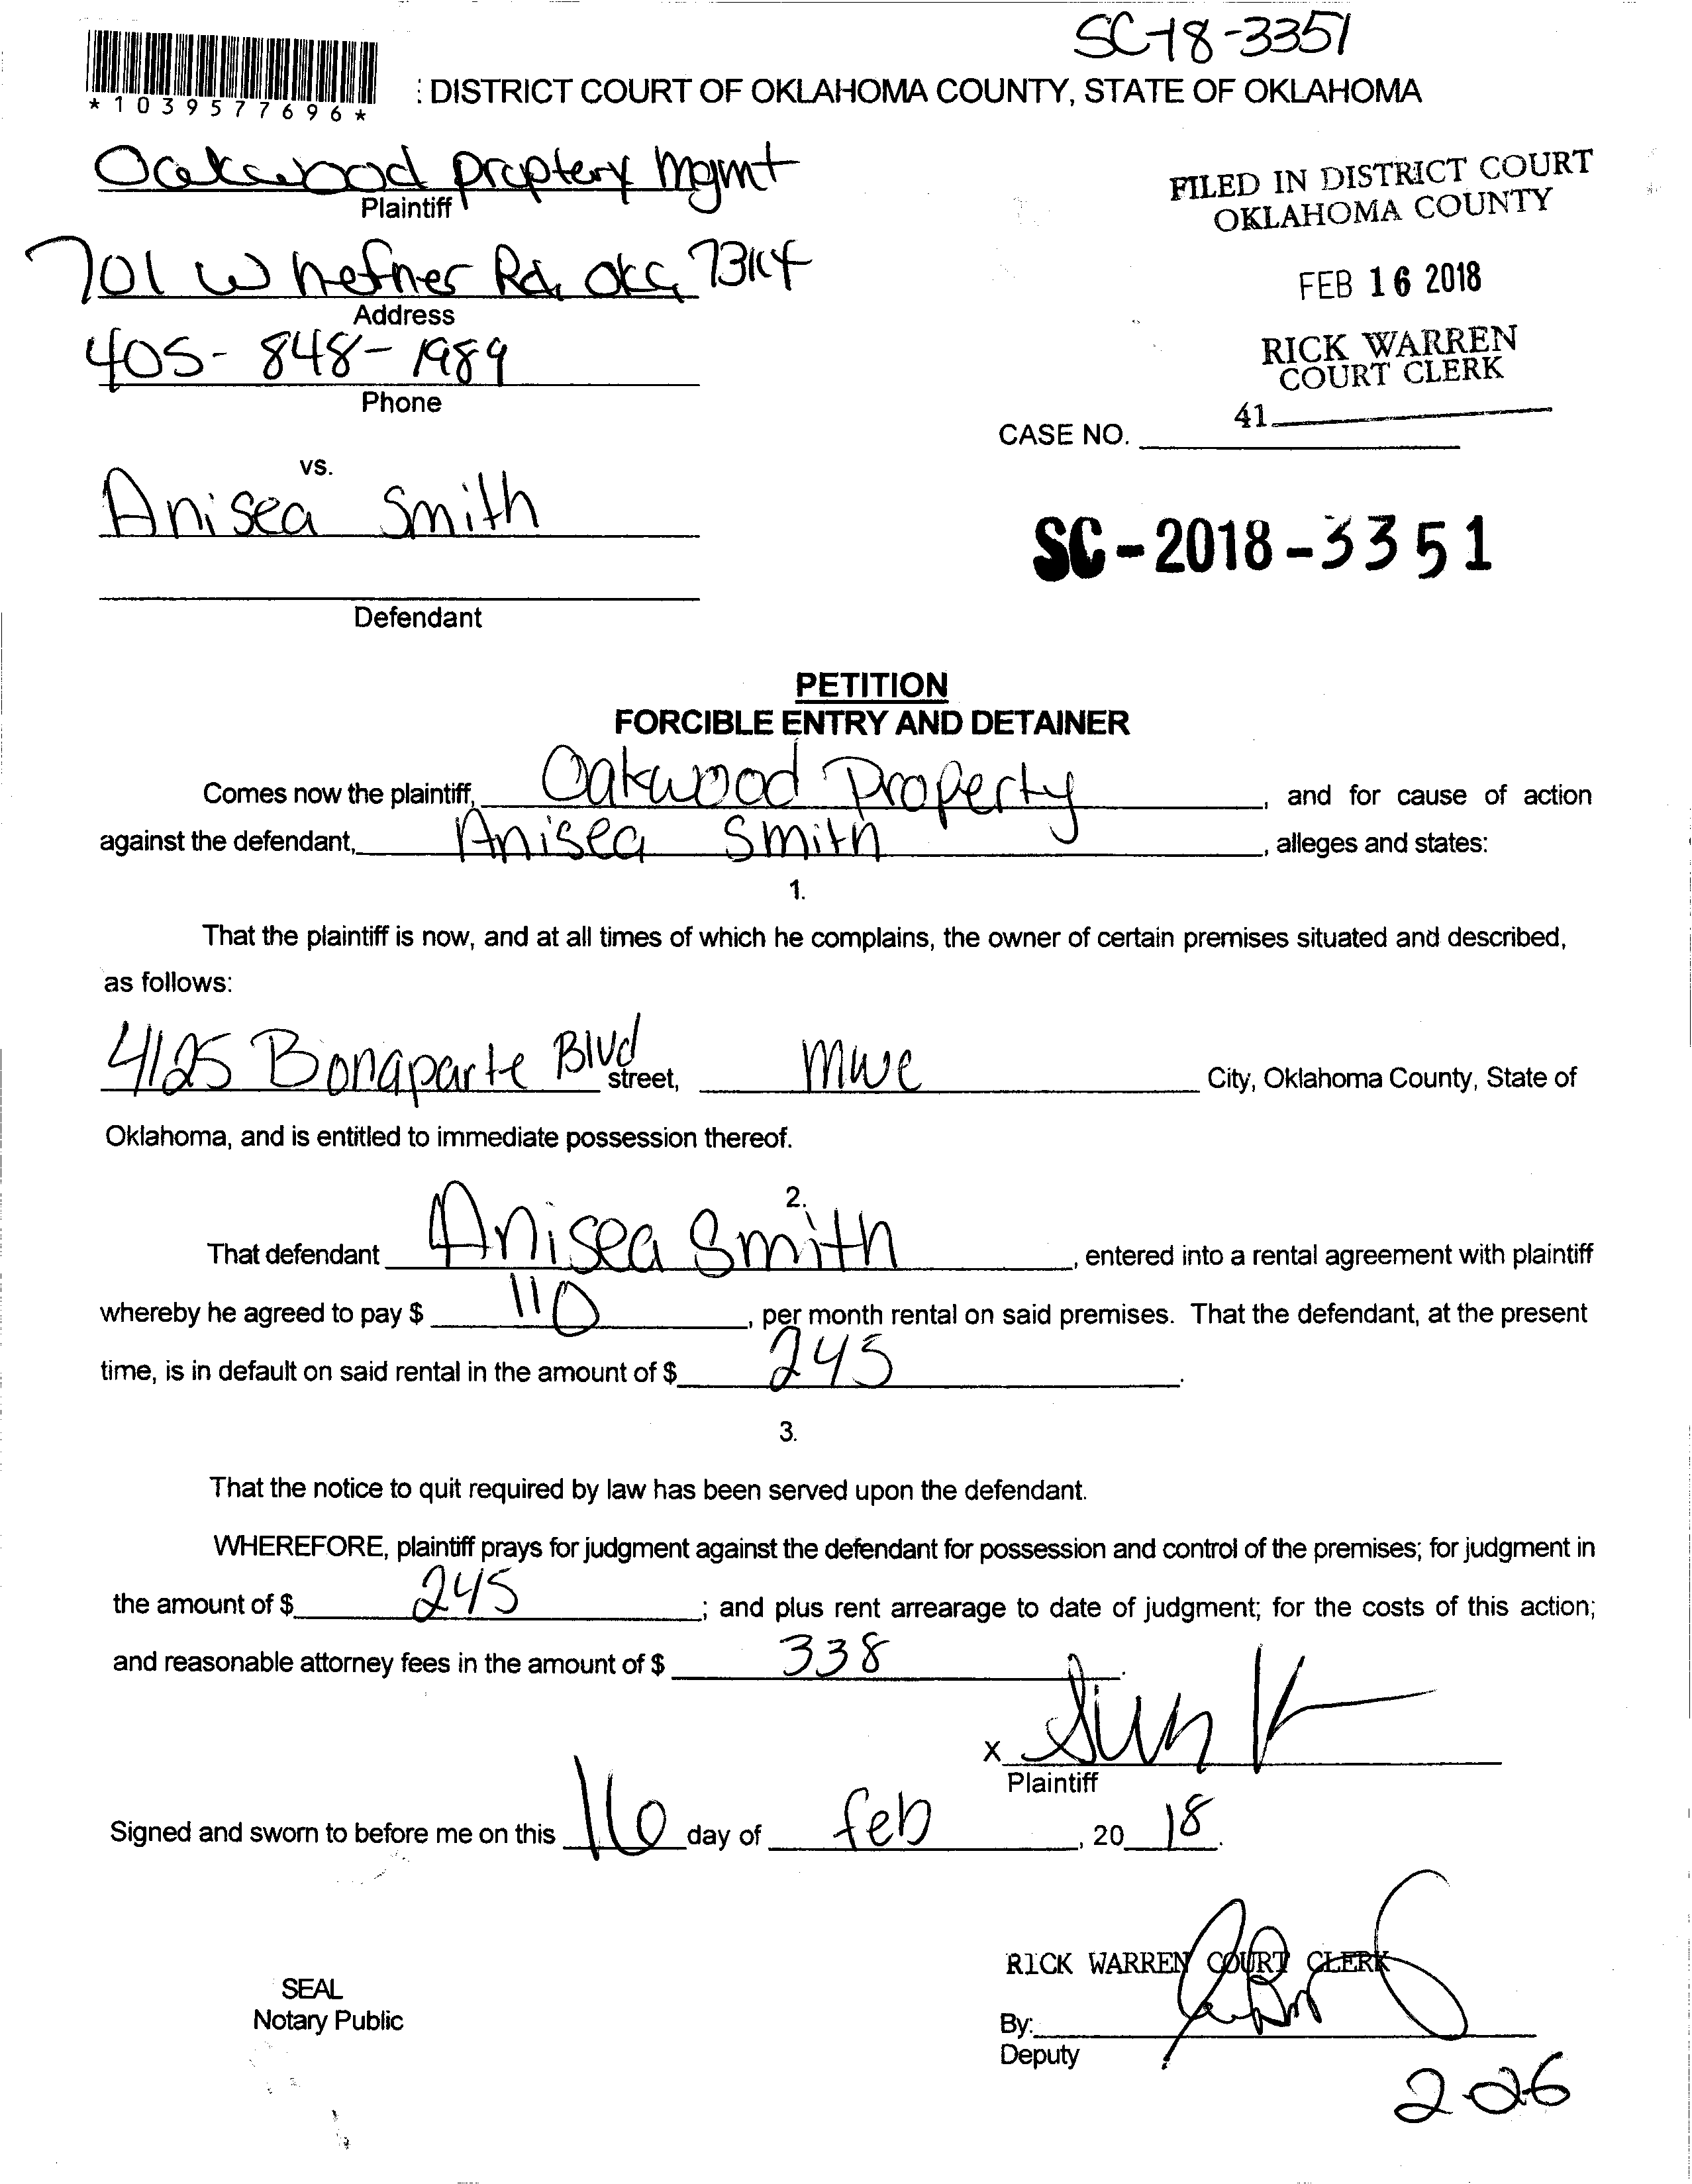 SC-18-3351
*1039577696*
: DISTRICT COURT OF OKLAHOMA COUNTY, STATE OF OKLAHOMA
Oakwood proptery mgmt
Plaintiff
FILED IN DISTRICT COURT
OKLAHOMA COUNTY
701 W hefner Rd, OKC, 73114
Address
FEB 16 2018
405-848-1989
Phone
RICK WARREN
COURT CLERK
41
CASE NO.
vs.
Anisea Smith
SC-2018-3351
Defendant
PETITION
FORCIBLE ENTRY AND DETAINER
Comes now the plaintiff, Oakwood Property, and for cause of action
against the defendant, Anisea Smith, alleges and states:
1.
That the plaintiff is now, and at all times of which he complains, the owner of certain premises situated and described,
as follows:
4125 Bonaparte Blvd street, mwc City, Oklahoma County, State of
Oklahoma, and is entitled to immediate possession thereof.
2.
That defendant Anisea Smith, entered into a rental agreement with plaintiff
whereby he agreed to pay $ 110, per month rental on said premises. That the defendant, at the present
time, is in default on said rental in the amount of $ 245.
3.
That the notice to quit required by law has been served upon the defendant.
WHEREFORE, plaintiff prays for judgment against the defendant for possession and control of the premises; for judgment in
the amount of $ 245; and plus rent arrearage to date of judgment; for the costs of this action;
and reasonable attorney fees in the amount of $ 338.
X
Plaintiff
Signed and sworn to before me on this 16 day of feb, 2018.
RICK WARREN COURT CLERK
SEAL
Notary Public
By:
Deputy
2-26